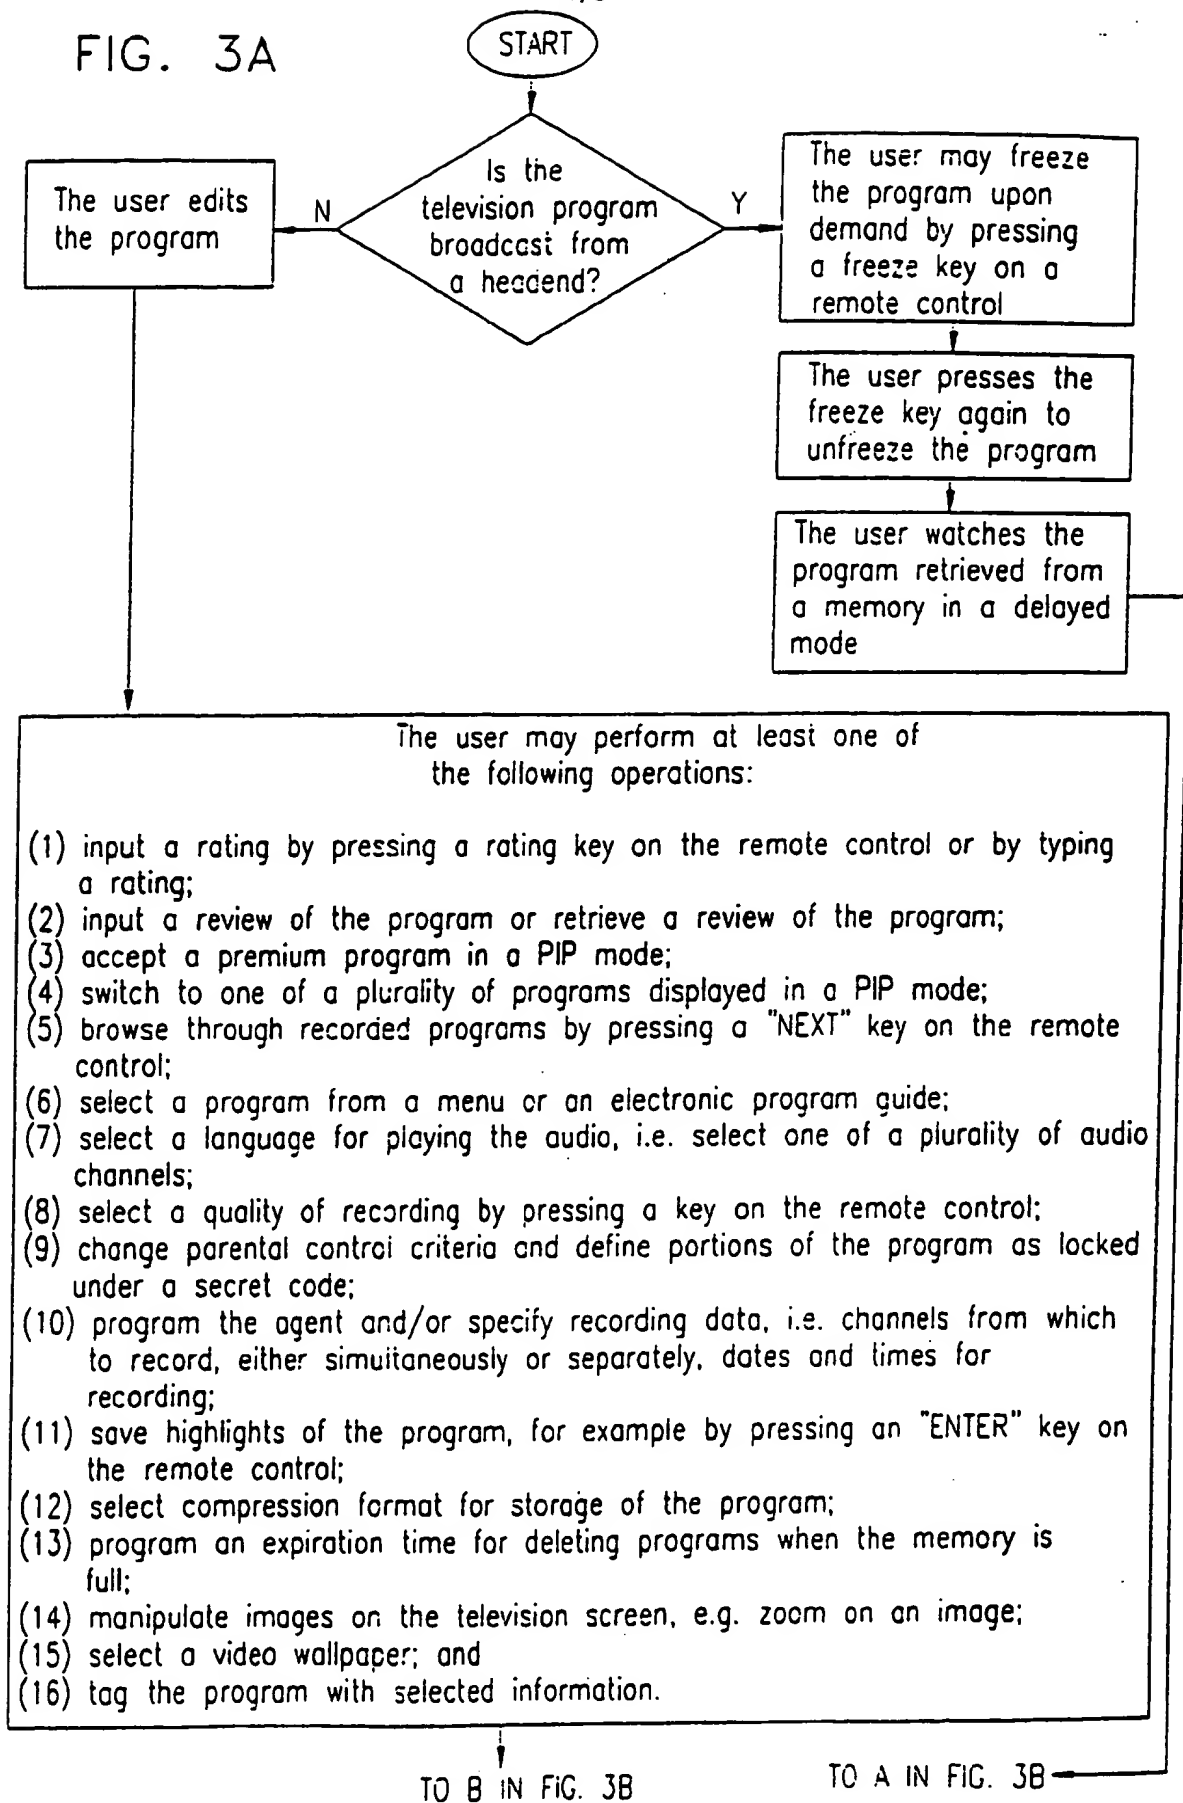 FIG. 3A
START
Is the
television program
broadcast from
a headend?
N
Y
The user edits
the program
The user may freeze
the program upon
demand by pressing
a freeze key on a
remote control
The user presses the
freeze key again to
unfreeze the program
The user watches the
program retrieved from
a memory in a delayed
mode
The user may perform at least one of
the following operations:
(1) input a rating by pressing a rating key on the remote control or by typing
a rating;
(2) input a review of the program or retrieve a review of the program;
(3) accept a premium program in a PIP mode;
(4) switch to one of a plurality of programs displayed in a PIP mode;
(5) browse through recorded programs by pressing a "NEXT" key on the remote
control;
(6) select a program from a menu or an electronic program guide;
(7) select a language for playing the audio, i.e. select one of a plurality of audio
channels;
(8) select a quality of recording by pressing a key on the remote control;
(9) change parental control criteria and define portions of the program as locked
under a secret code;
(10) program the agent and/or specify recording data, i.e. channels from which
to record, either simultaneously or separately, dates and times for
recording;
(11) save highlights of the program, for example by pressing an "ENTER" key on
the remote control;
(12) select compression format for storage of the program;
(13) program an expiration time for deleting programs when the memory is
full;
(14) manipulate images on the television screen, e.g. zoom on an image;
(15) select a video wallpaper; and
(16) tag the program with selected information.
TO B IN FIG. 3B
TO A IN FIG. 3B